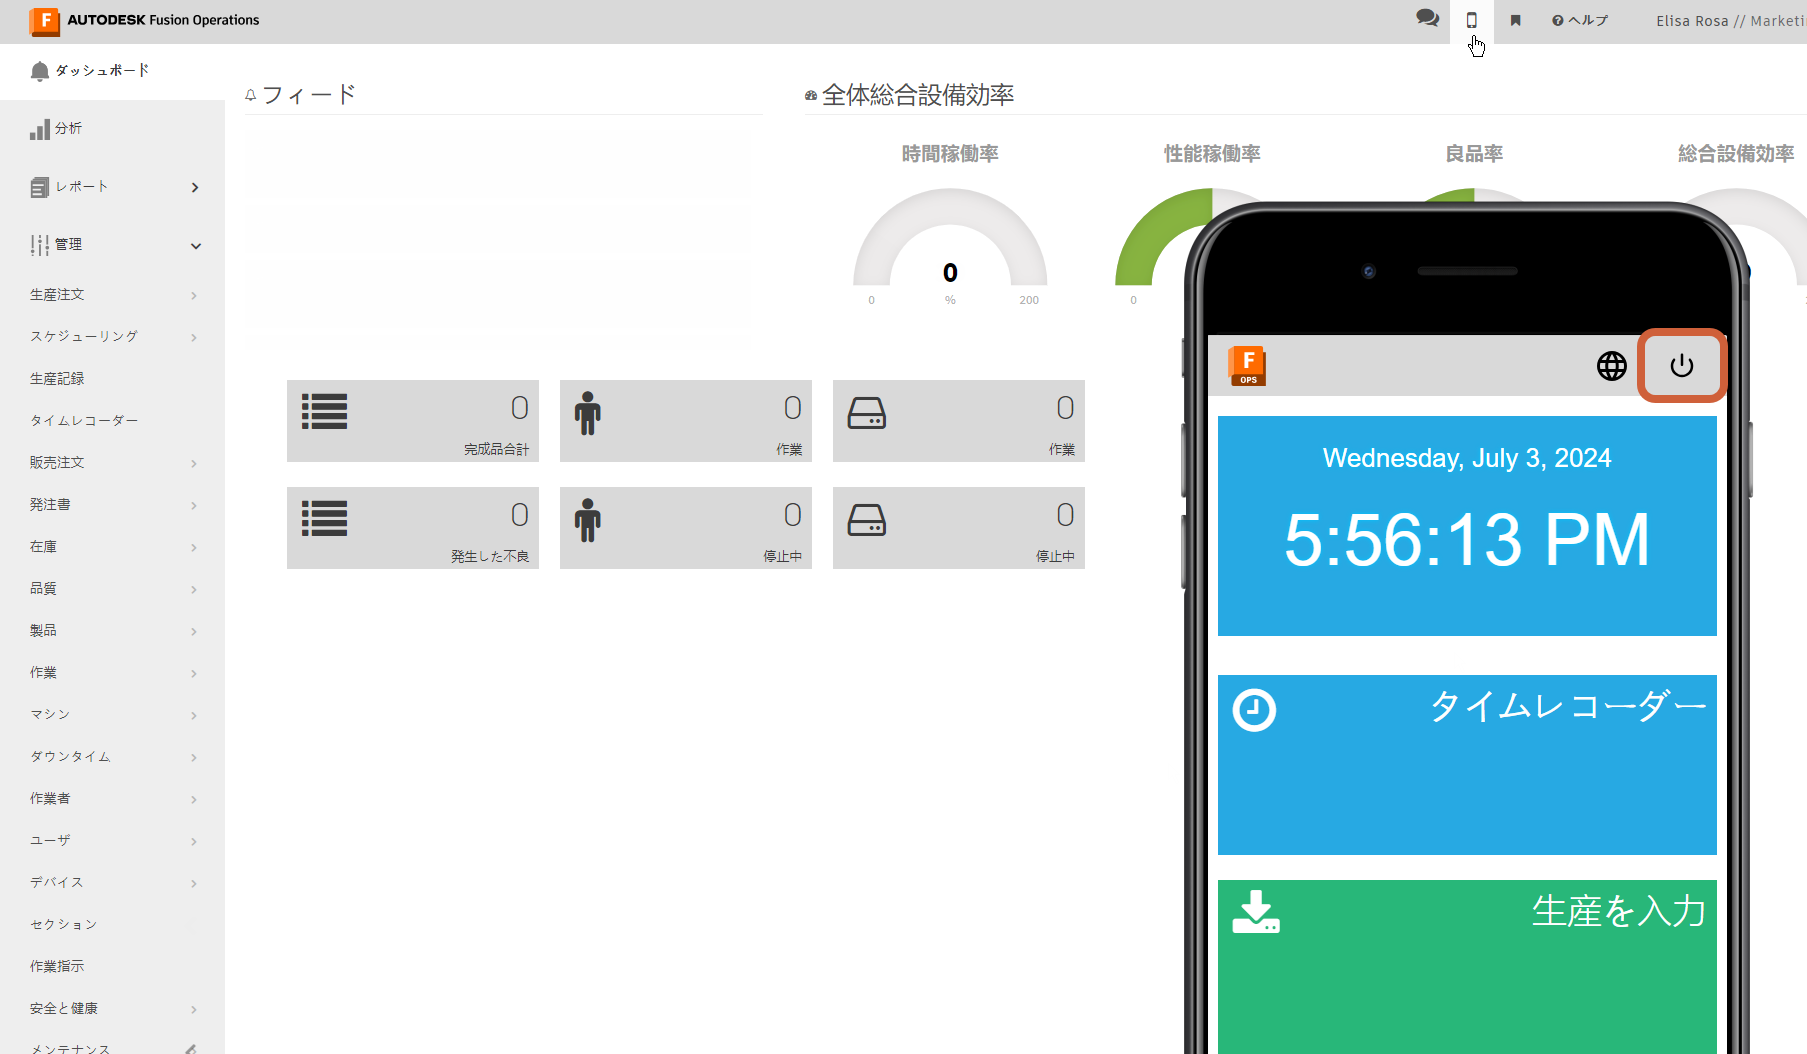 F AUTODESK Fusion Operations
ヘルプ
Elisa Rosa // Marketi
ダッシュボード
分析
レポート
管理
生産注文
スケジューリング
生産記録
タイムレコーダー
販売注文
発注書
在庫
品質
製品
作業
マシン
ダウンタイム
作業者
ユーザ
デバイス
セクション
作業指示
安全と健康
メンテナンス
フィード
全体総合設備効率
時間稼働率
性能稼働率
良品率
総合設備効率
0
0 % 200
0
0
完成品合計
0
作業
0
作業
0
発生した不良
0
停止中
0
停止中
F
OPS
Wednesday, July 3, 2024
5:56:13 PM
タイムレコーダー
生産を入力